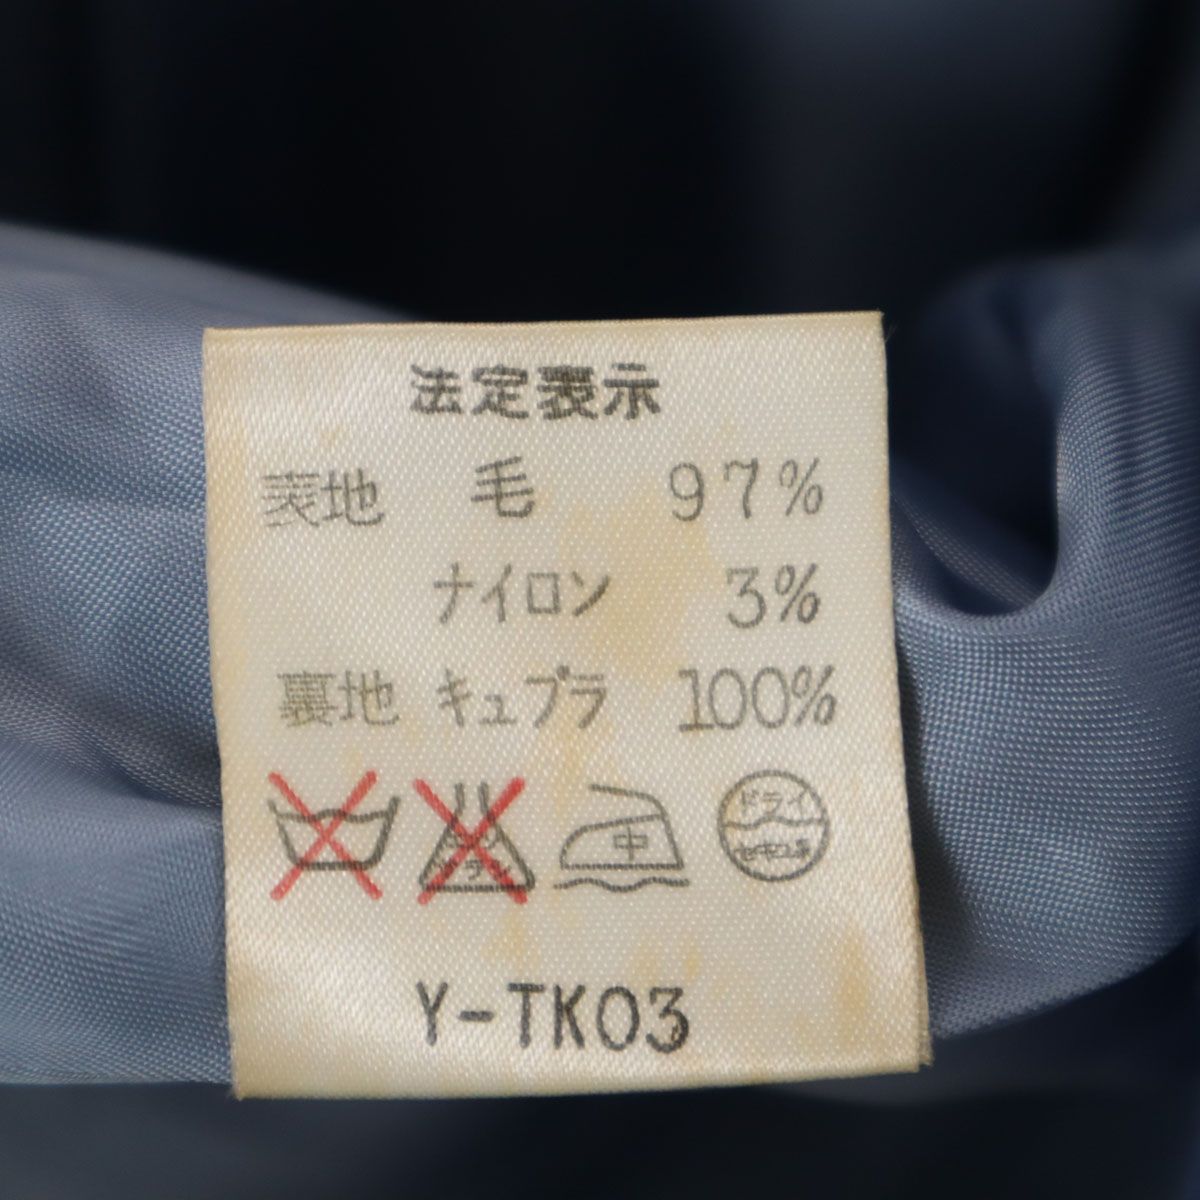 法定表示
表地 毛 97%
ナイロン 3%
裏地 キュプラ 100%
中 ドライ
Y-TK03